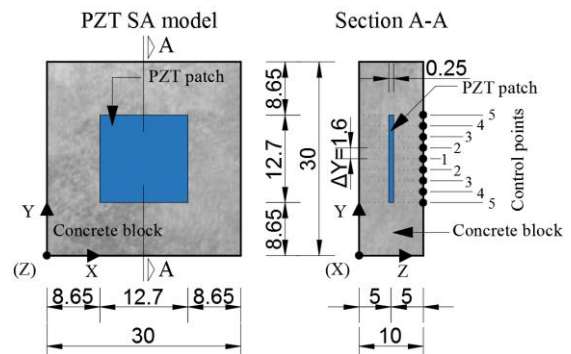 PZT SA model
Section A-A
A
PZT patch
8.65
12.7
8.65
30
Y
Concrete block
(Z)
X
A
8.65
12.7
8.65
30
0.25
PZT patch
ΔY=1.6
5
4
3
2
1
2
3
4
5
Control points
Y
Concrete block
(X)
Z
5
5
10